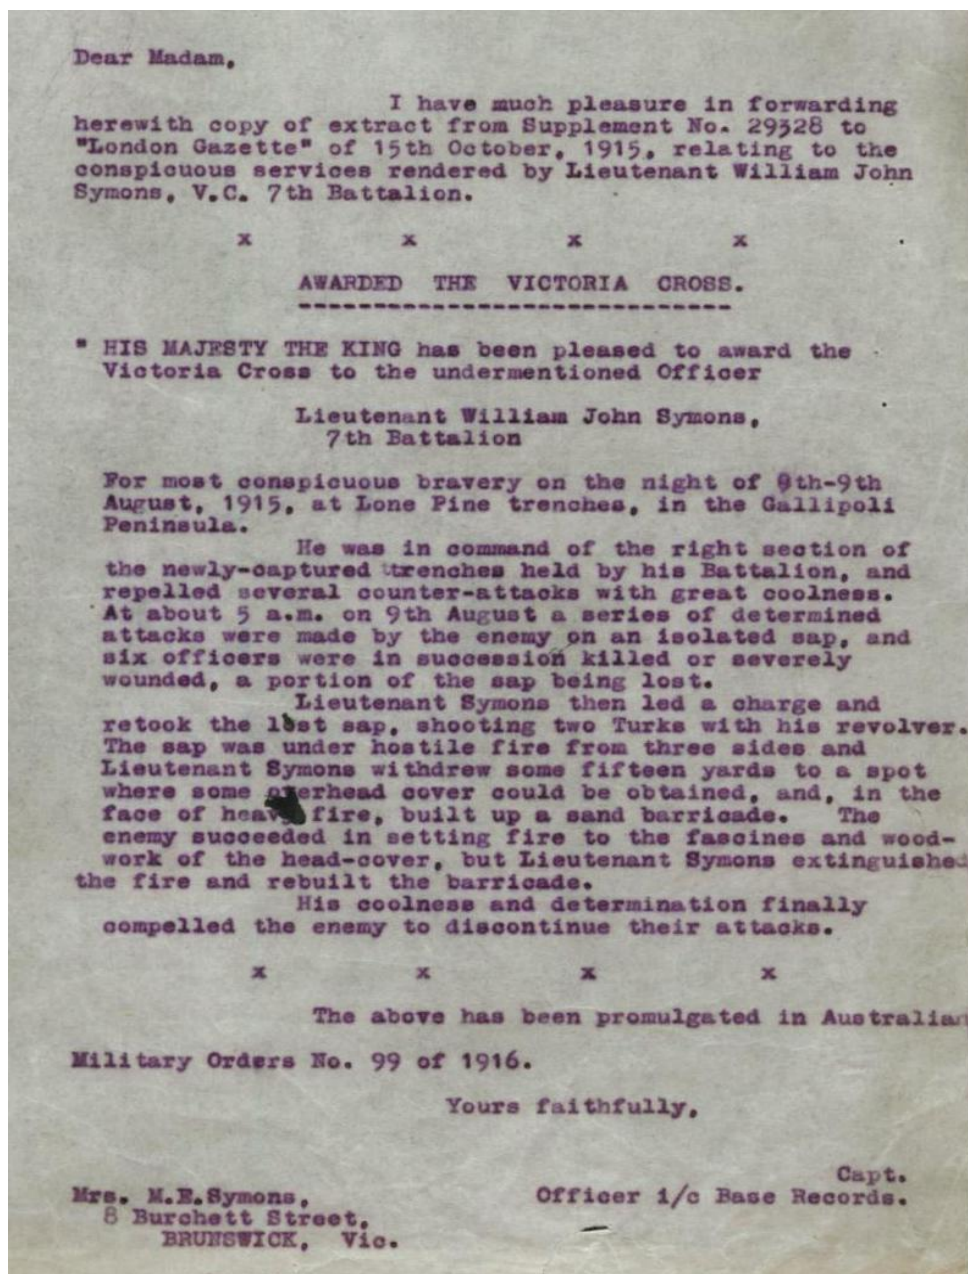 Dear Madam,
I have much pleasure in forwarding
herewith copy of extract from Supplement No. 29328 to
"London Gazette" of 15th October, 1915, relating to the
conspicuous services rendered by Lieutenant William John
Symons, V.C. 7th Battalion.
x x x x
AWARDED THE VICTORIA CROSS.
------------------------------
" HIS MAJESTY THE KING has been pleased to award the
Victoria Cross to the undermentioned Officer
Lieutenant William John Symons,
7th Battalion
For most conspicuous bravery on the night of 8th-9th
August, 1915, at Lone Pine trenches, in the Gallipoli
Peninsula.
He was in command of the right section of
the newly-captured trenches held by his Battalion, and
repelled several counter-attacks with great coolness.
At about 5 a.m. on 9th August a series of determined
attacks were made by the enemy on an isolated sap, and
six officers were in succession killed or severely
wounded, a portion of the sap being lost.
Lieutenant Symons then led a charge and
retook the lost sap, shooting two Turks with his revolver.
The sap was under hostile fire from three sides and
Lieutenant Symons withdrew some fifteen yards to a spot
where some overhead cover could be obtained, and, in the
face of heavy fire, built up a sand barricade. The
enemy succeeded in setting fire to the fascines and wood-
work of the head-cover, but Lieutenant Symons extinguished
the fire and rebuilt the barricade.
His coolness and determination finally
compelled the enemy to discontinue their attacks.
x x x x
The above has been promulgated in Australian
Military Orders No. 99 of 1916.
Yours faithfully,
Capt.
Mrs. M.E.Symons, Officer i/c Base Records.
8 Burchett Street,
BRUNSWICK, Vic.